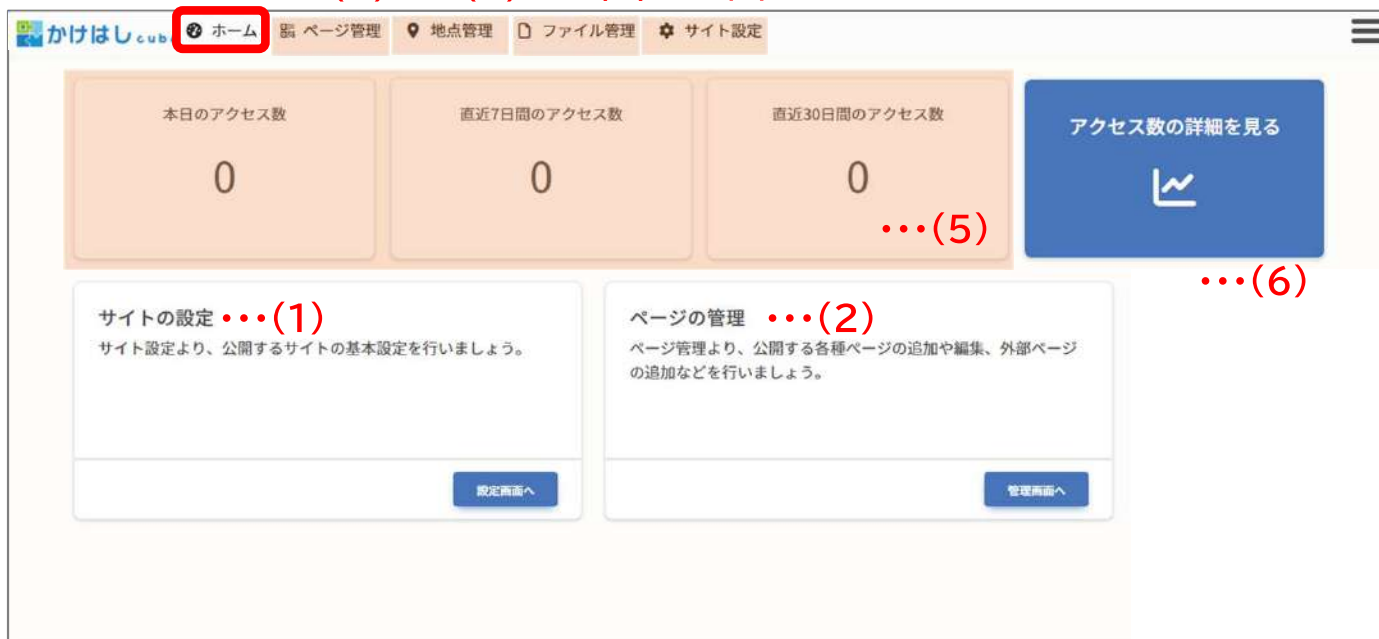 かけはしcube ホーム ページ管理 地点管理 ファイル管理 サイト設定
本日のアクセス数 直近7日間のアクセス数 直近30日間のアクセス数 アクセス数の詳細を見る
0 0 0
・・・(5)
・・・(6)
サイトの設定・・・(1)
サイト設定より、公開するサイトの基本設定を行いましょう。
設定画面へ
ページの管理 ・・・(2)
ページ管理より、公開する各種ページの追加や編集、外部ページ
の追加などを行いましょう。
管理画面へ